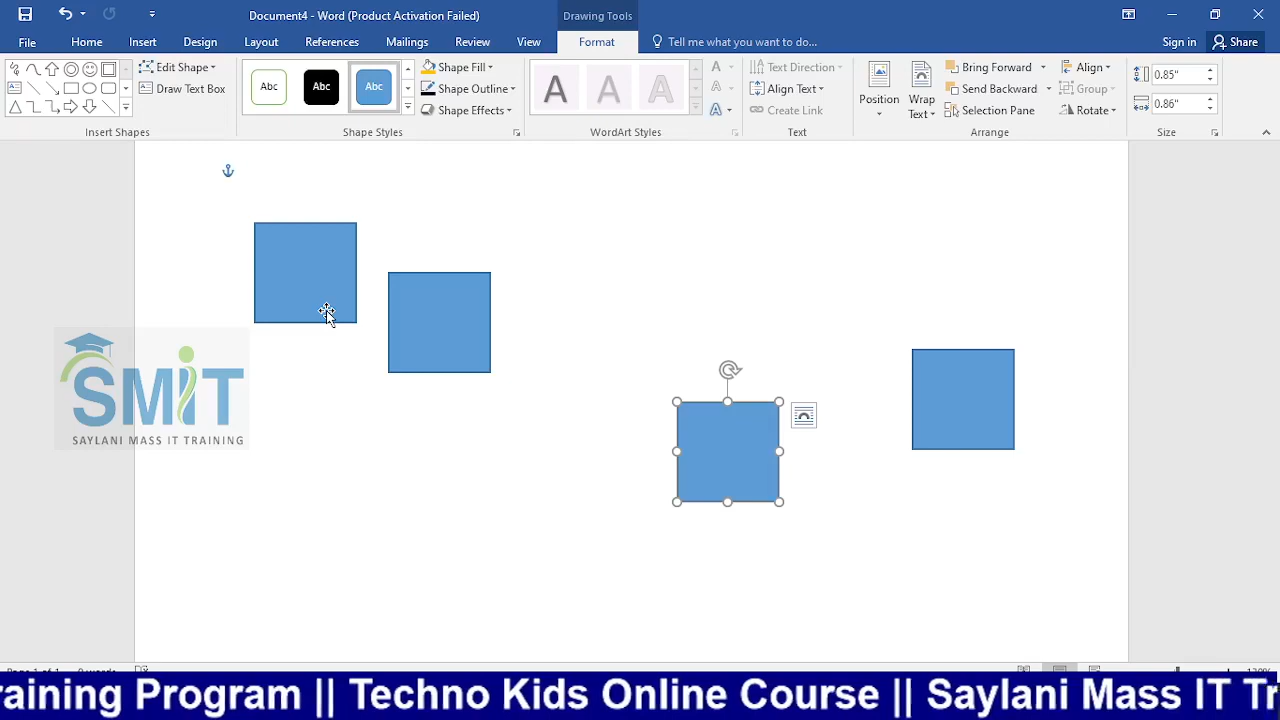 Document4 - Word (Product Activation Failed)
Drawing Tools
File Home Insert Design Layout References Mailings Review View Format Tell me what you want to do... Sign in Share
Edit Shape
Draw Text B
Insert Shapes
Abc Abc Abc
Shape Fill
Shape Outline
Shape Effects
Shape Styles
A A A
WordArt Styles
Text Direction
Align Text
Create Link
Text
Position
Wrap Text
Bring Forward
Send Backward
Selection Pane
Align
Group
Rotate
Arrange
0.85"
0.86"
Size
SMIT
SAYLANI MASS IT TRAINING
raining Program || Techno Kids Online Course || Saylani Mass IT Tr